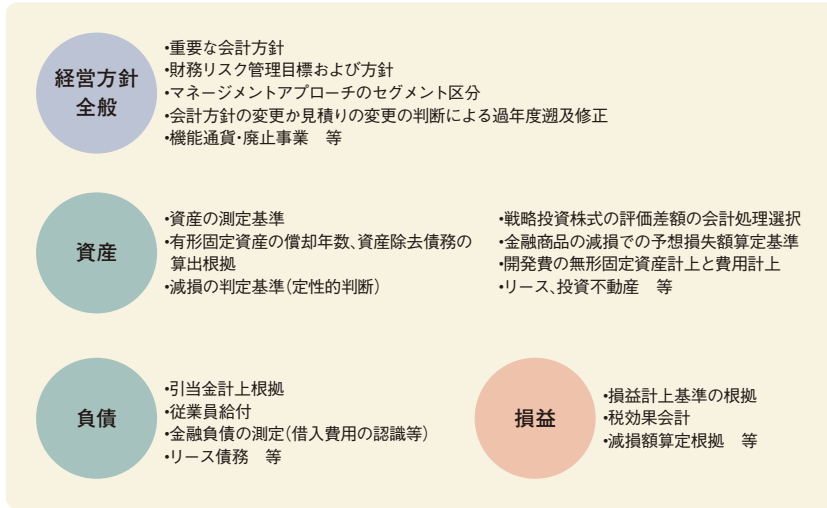 経営方針
全般
•重要な会計方針
•財務リスク管理目標および方針
•マネージメントアプローチのセグメント区分
•会計方針の変更か見積りの変更の判断による過年度遡及修正
•機能通貨・廃止事業　等
資産
•資産の測定基準
•有形固定資産の償却年数、資産除去債務の
算出根拠
•減損の判定基準（定性的判断）
•戦略投資株式の評価差額の会計処理選択
•金融商品の減損での予想損失額算定基準
•開発費の無形固定資産計上と費用計上
•リース、投資不動産　等
負債
•引当金計上根拠
•従業員給付
•金融負債の測定（借入費用の認識等）
•リース債務　等
損益
•損益計上基準の根拠
•税効果会計
•減損額算定根拠　等